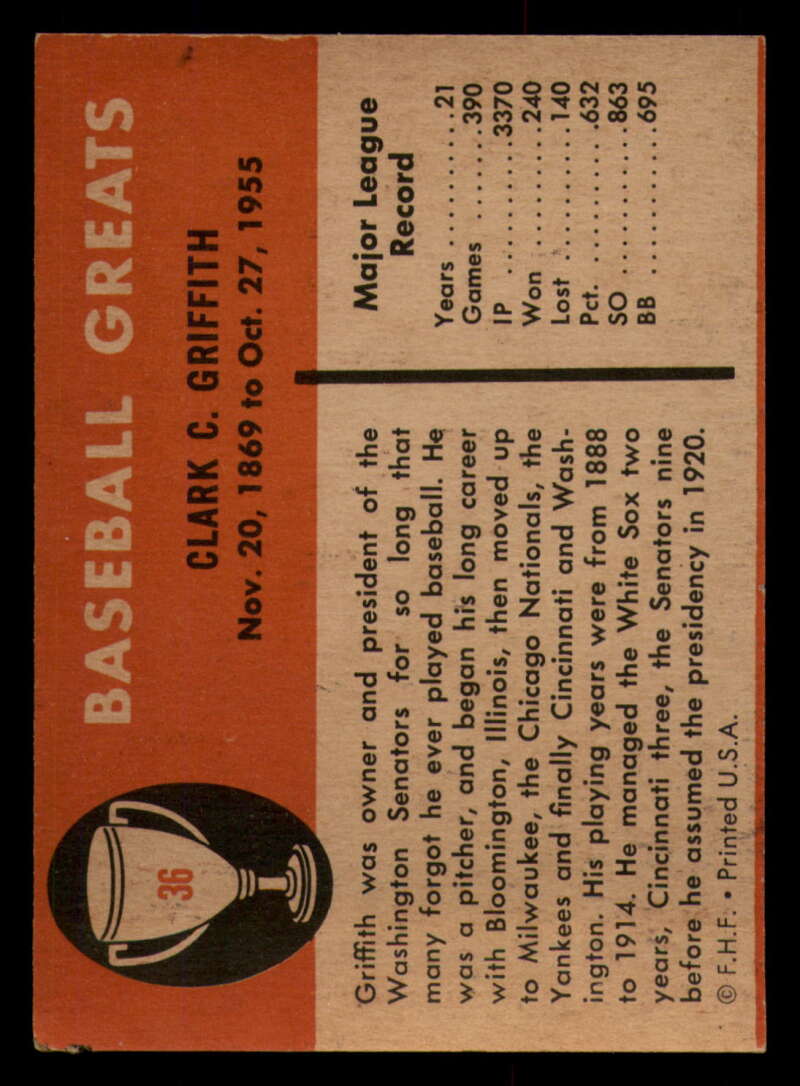 36
BASEBALL GREATS
CLARK C. GRIFFITH
Nov. 20, 1869 to Oct. 27, 1955
Griffith was owner and president of the
Washington Senators for so long that
many forgot he ever played baseball. He
was a pitcher, and began his long career
with Bloomington, Illinois, then moved up
to Milwaukee, the Chicago Nationals, the
Yankees and finally Cincinnati and Wash-
ington. His playing years were from 1888
to 1914. He managed the White Sox two
years, Cincinnati three, the Senators nine
before he assumed the presidency in 1920.
© F.H.F. • Printed U.S.A.
Major League
Record
Years ..........21
Games .......390
IP ..........3370
Won .........240
Lost ..........140
Pct. ..........632
SO ..........863
BB ..........695